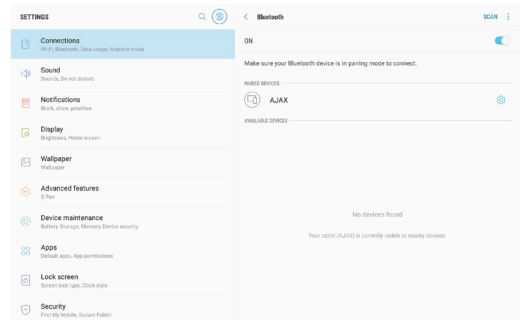 SETTINGS
Connections
Wi-Fi, Bluetooth, Data usage, Airplane mode
Sound
Sounds, Do not disturb
Notifications
Block, allow, prioritize
Display
Brightness, Home screen
Wallpaper
Wallpaper
Advanced features
S Pen
Device maintenance
Battery, Storage, Memory, Device security
Apps
Default apps, App permissions
Lock screen
Screen lock type, Clock style
Security
Find My Mobile, Secure Folder
Bluetooth
SCAN
ON
Make sure your Bluetooth device is in pairing mode to connect.
PAIRED DEVICES
AJAX
AVAILABLE DEVICES
No devices found
Your tablet (AJAX) is currently visible to nearby devices.